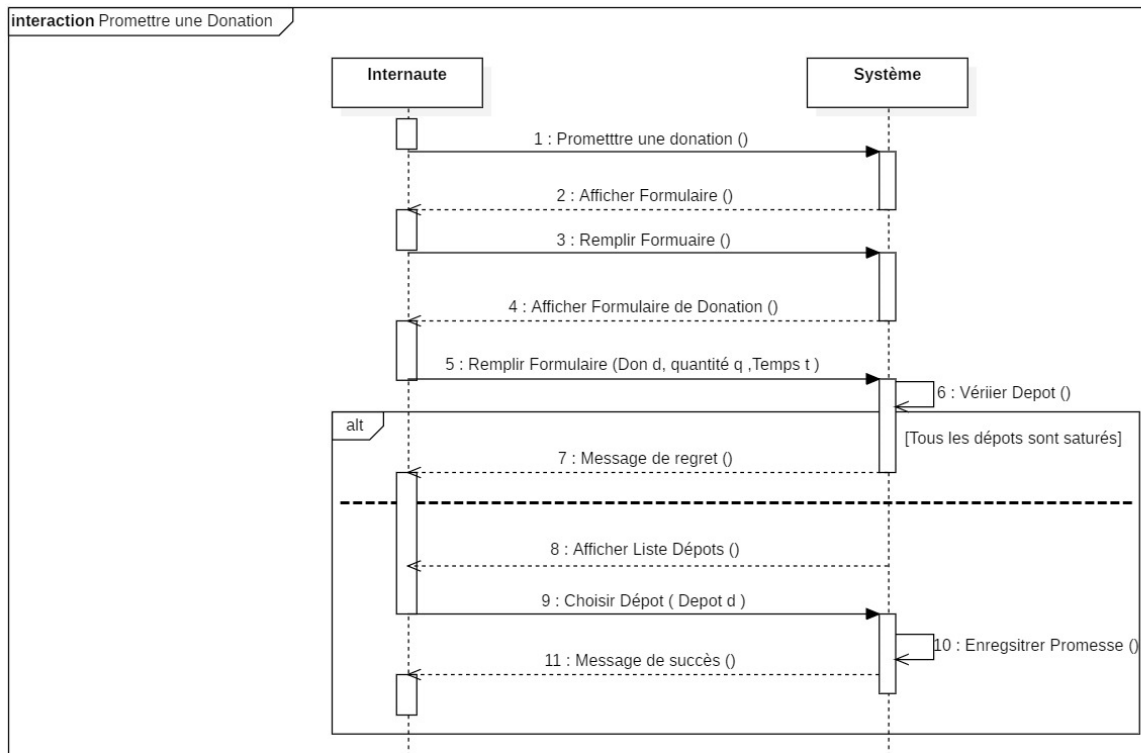 interaction Promettre une Donation
Internaute
Système
1 : Prometttre une donation ()
2 : Afficher Formulaire ()
3 : Remplir Formuaire ()
4 : Afficher Formulaire de Donation ()
5 : Remplir Formulaire (Don d, quantité q ,Temps t )
6 : Vériier Depot ()
alt
[Tous les dépots sont saturés]
7 : Message de regret ()
8 : Afficher Liste Dépots ()
9 : Choisir Dépot ( Depot d )
10 : Enregsitrer Promesse ()
11 : Message de succès ()